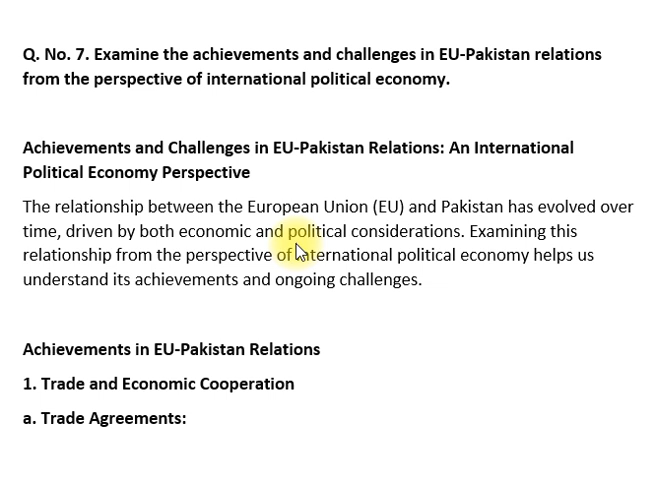 Q. No. 7. Examine the achievements and challenges in EU-Pakistan relations
from the perspective of international political economy.
Achievements and Challenges in EU-Pakistan Relations: An International
Political Economy Perspective
The relationship between the European Union (EU) and Pakistan has evolved over
time, driven by both economic and political considerations. Examining this
relationship from the perspective of international political economy helps us
understand its achievements and ongoing challenges.
Achievements in EU-Pakistan Relations
1. Trade and Economic Cooperation
a. Trade Agreements: